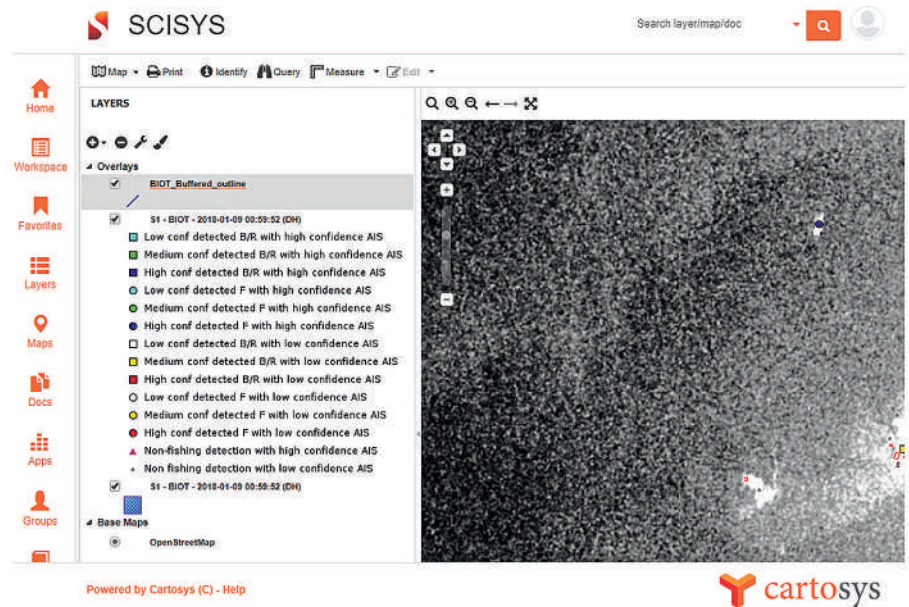 SCISYS
Search layer/map/doc
Map Print Identify Query Measure Edit
Home
Workspace
Favorites
Layers
Maps
Docs
Apps
Groups
LAYERS
Overlays
BIOT_Buffered_outline
S1 - BIOT - 2018-01-09 00:59:52 (DH)
Low conf detected B/R with high confidence AIS
Medium conf detected B/R with high confidence AIS
High conf detected B/R with high confidence AIS
Low conf detected F with high confidence AIS
Medium conf detected F with high confidence AIS
High conf detected F with high confidence AIS
Low conf detected B/R with low confidence AIS
Medium conf detected B/R with low confidence AIS
High conf detected B/R with low confidence AIS
Low conf detected F with low confidence AIS
Medium conf detected F with low confidence AIS
High conf detected F with low confidence AIS
Non-fishing detection with high confidence AIS
Non fishing detection with low confidence AIS
S1 - BIOT - 2018-01-09 00:59:52 (DH)
Base Maps
OpenStreetMap
Powered by Cartosys (C) - Help
cartosys